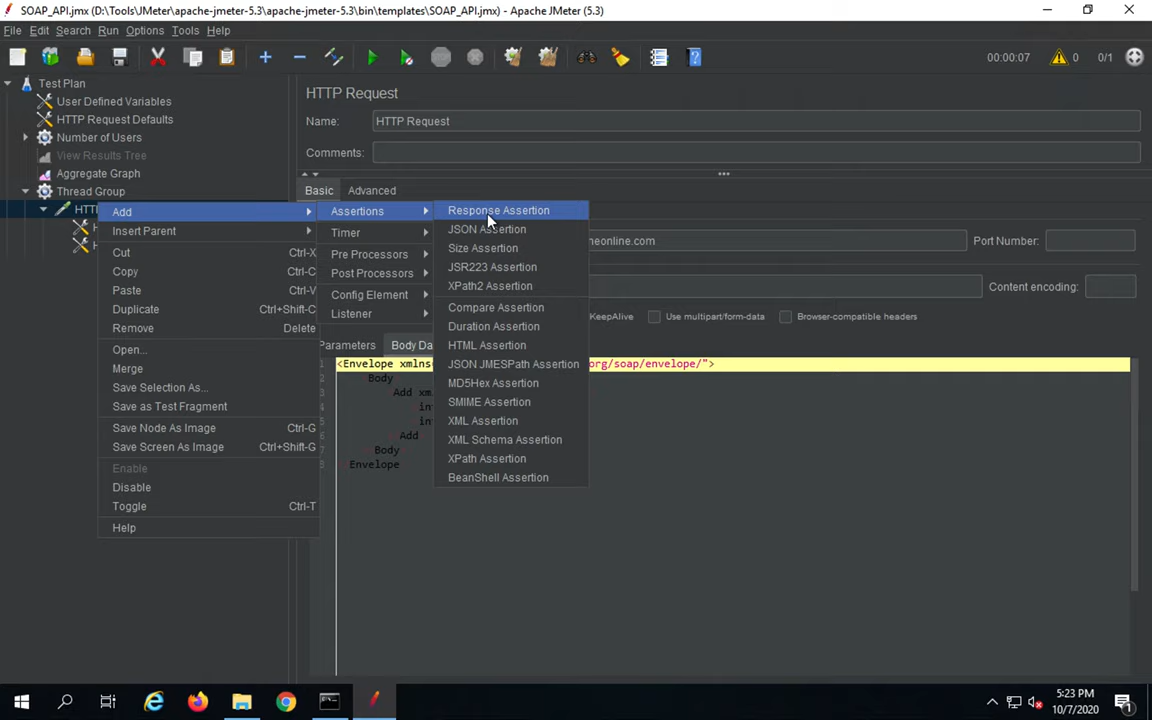 SOAP_API.jmx (D:\Tools\JMeter\apache-jmeter-5.3\apache-jmeter-5.3\bin\templates\SOAP_API.jmx) - Apache JMeter (5.3)
File Edit Search Run Options Tools Help
00:00:07 0 0/1
Test Plan
User Defined Variables
HTTP Request Defaults
Number of Users
View Results Tree
Aggregate Graph
Thread Group
HTT
H
H
HTTP Request
Name: HTTP Request
Comments:
Basic Advanced
neonline.com Port Number:
Content encoding:
KeepAlive Use multipart/form-data Browser-compatible headers
Parameters Body Da
1 <Envelope xmlns org/soap/envelope/">
Body
Add xm
int
int
Add
Body
Envelope
Add
Insert Parent
Cut Ctrl-X
Copy Ctrl-C
Paste Ctrl-V
Duplicate Ctrl+Shift-C
Remove Delete
Open...
Merge
Save Selection As...
Save as Test Fragment
Save Node As Image Ctrl-G
Save Screen As Image Ctrl+Shift-G
Enable
Disable
Toggle Ctrl-T
Help
Assertions
Timer
Pre Processors
Post Processors
Config Element
Listener
Response Assertion
JSON Assertion
Size Assertion
JSR223 Assertion
XPath2 Assertion
Compare Assertion
Duration Assertion
HTML Assertion
JSON JMESPath Assertion
MD5Hex Assertion
SMIME Assertion
XML Assertion
XML Schema Assertion
XPath Assertion
BeanShell Assertion
5:23 PM
10/7/2020
1